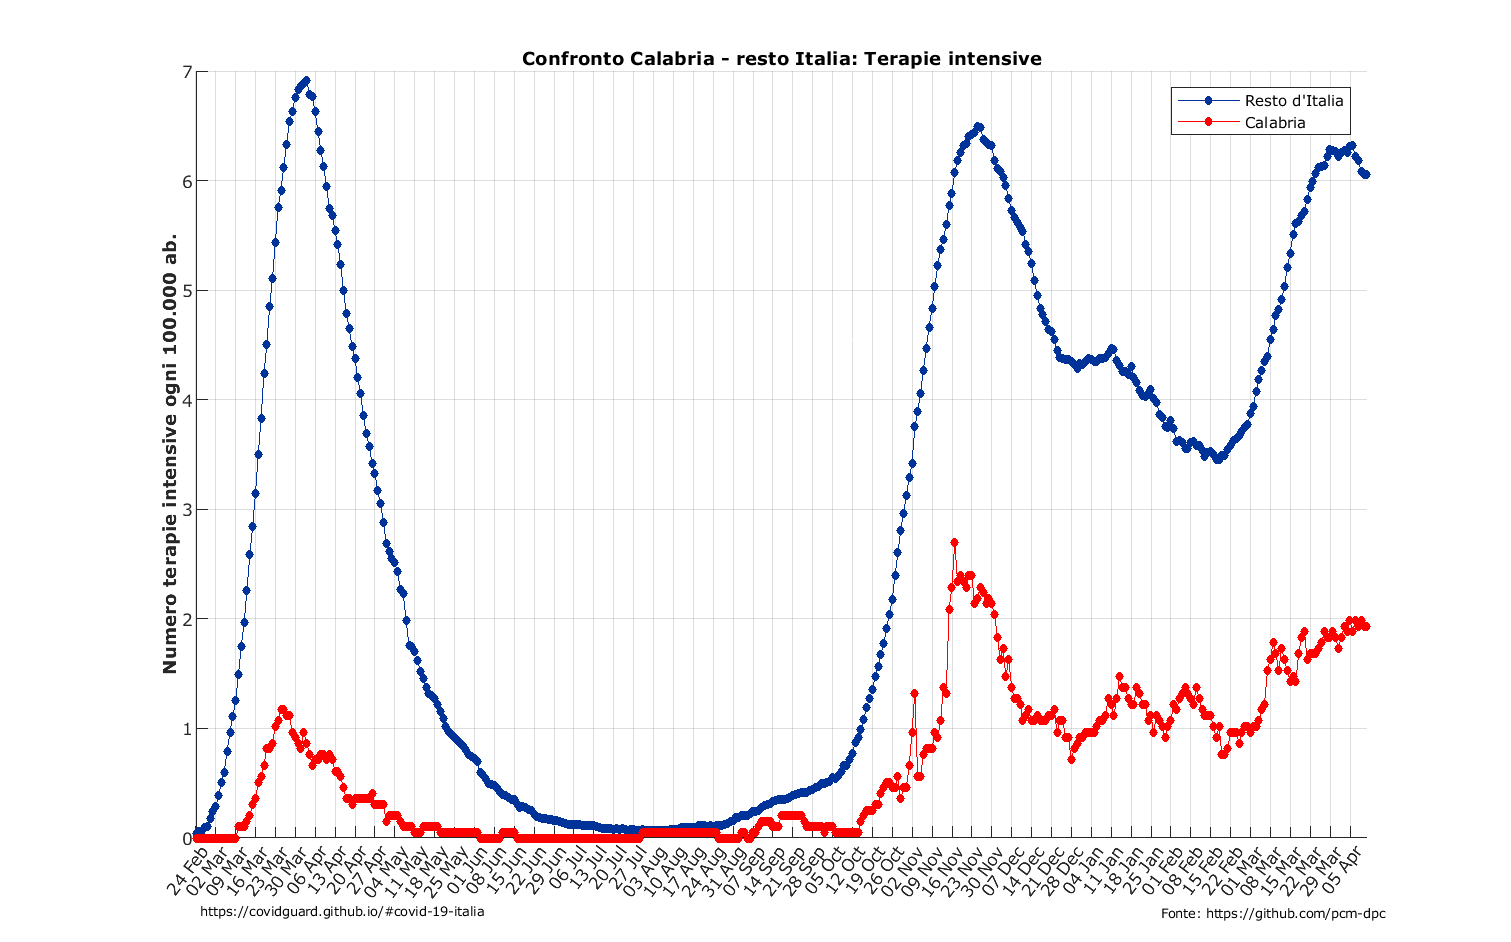 Confronto Calabria - resto Italia: Terapie intensive
Resto d'Italia
Calabria
Numero terapie intensive ogni 100.000 ab.
7
6
5
4
3
2
1
0
24 Feb
02 Mar
09 Mar
16 Mar
23 Mar
30 Mar
06 Apr
13 Apr
20 Apr
27 Apr
04 May
11 May
18 May
25 May
01 Jun
08 Jun
15 Jun
22 Jun
29 Jun
06 Jul
13 Jul
20 Jul
27 Jul
03 Aug
10 Aug
17 Aug
24 Aug
31 Aug
07 Sep
14 Sep
21 Sep
28 Sep
05 Oct
12 Oct
19 Oct
26 Oct
02 Nov
09 Nov
16 Nov
23 Nov
30 Nov
07 Dec
14 Dec
21 Dec
28 Dec
04 Jan
11 Jan
18 Jan
25 Jan
01 Feb
08 Feb
15 Feb
22 Feb
01 Mar
08 Mar
15 Mar
22 Mar
29 Mar
05 Apr
https://covidguard.github.io/#covid-19-italia
Fonte: https://github.com/pcm-dpc